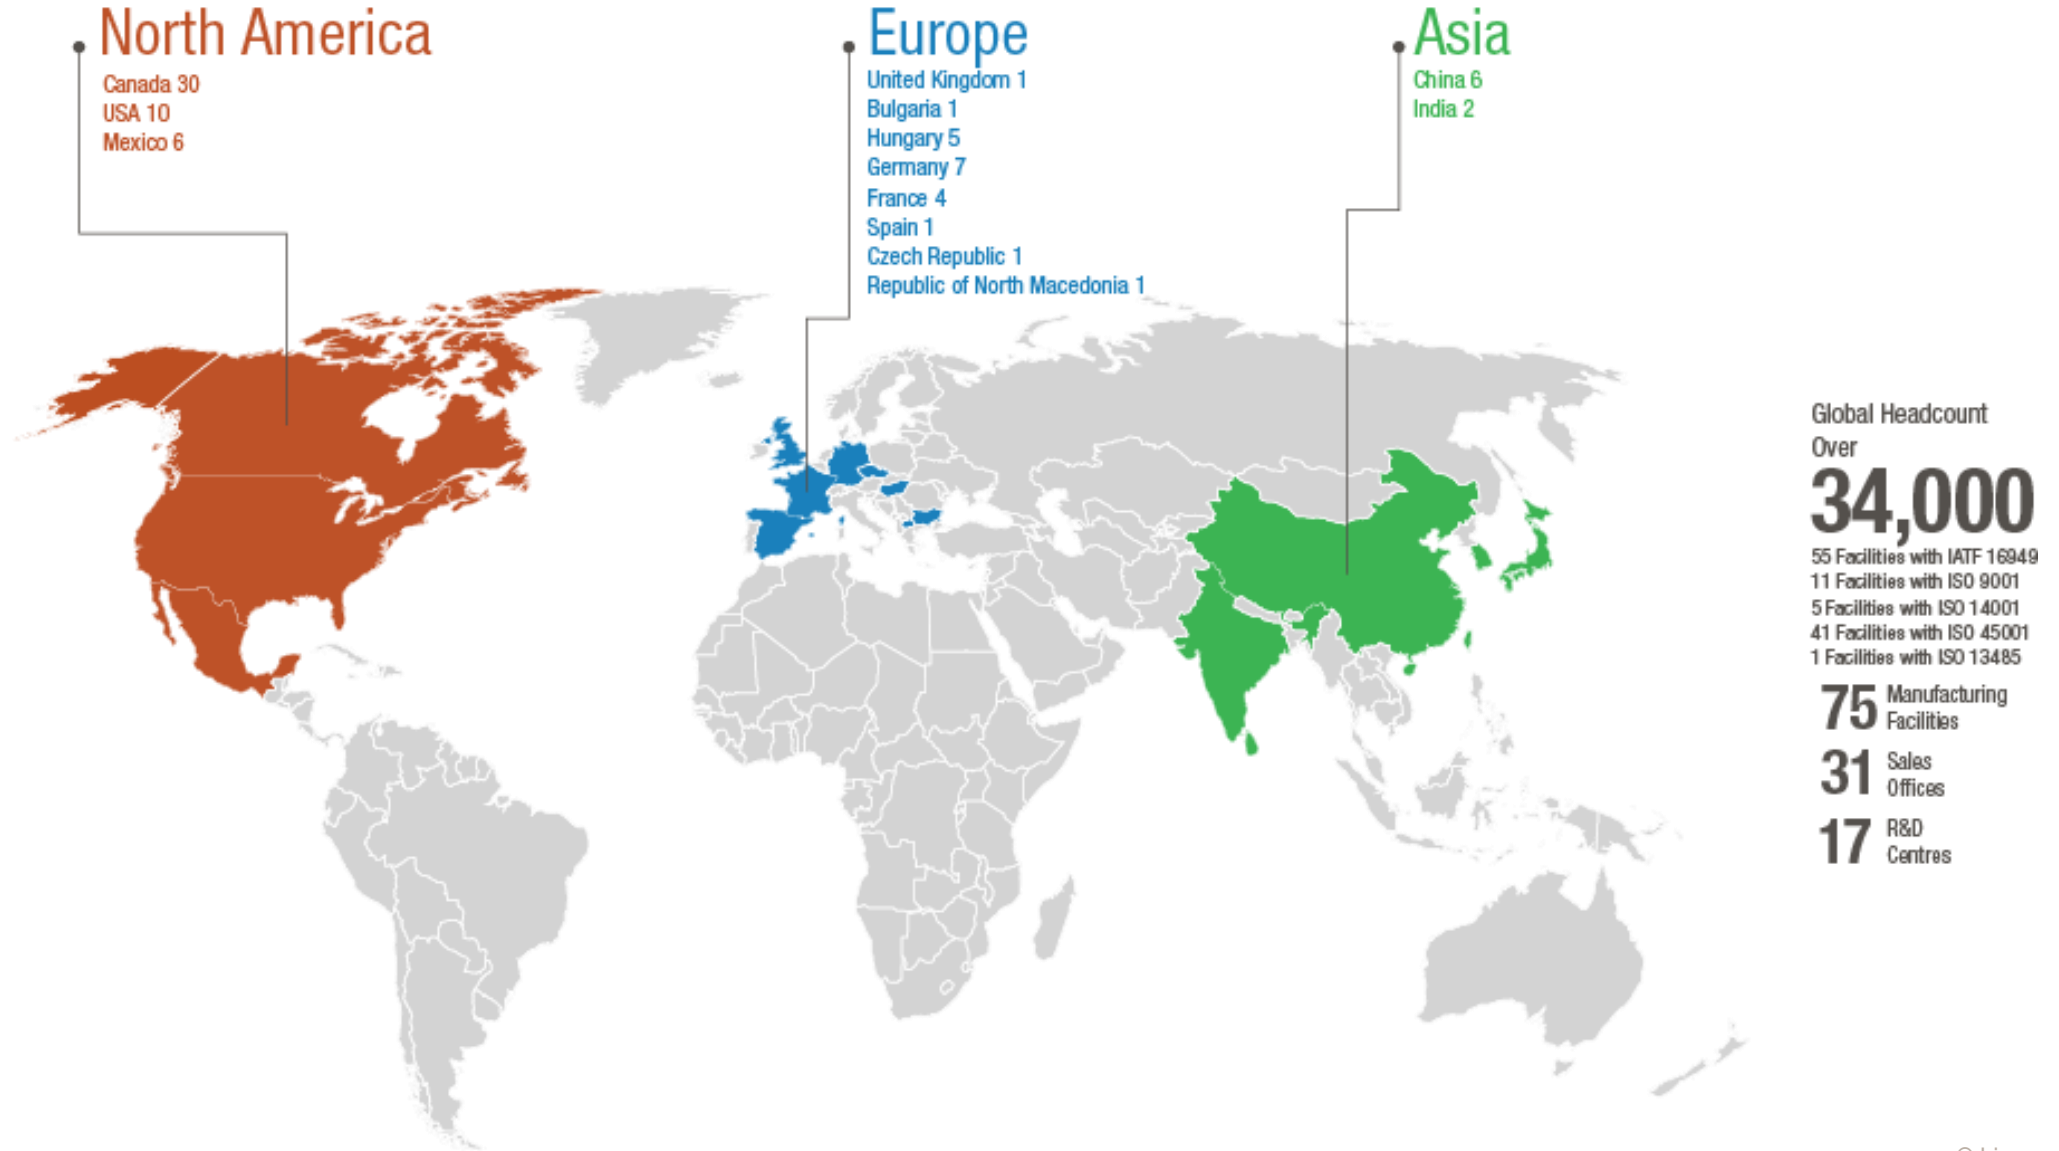 North America
Canada 30
USA 10
Mexico 6
Europe
United Kingdom 1
Bulgaria 1
Hungary 5
Germany 7
France 4
Spain 1
Czech Republic 1
Republic of North Macedonia 1
Asia
China 6
India 2
Global Headcount
Over
34,000
55 Facilities with IATF 16949
11 Facilities with ISO 9001
5 Facilities with ISO 14001
41 Facilities with ISO 45001
1 Facilities with ISO 13485
75 Manufacturing
Facilities
31 Sales
Offices
17 R&D
Centres